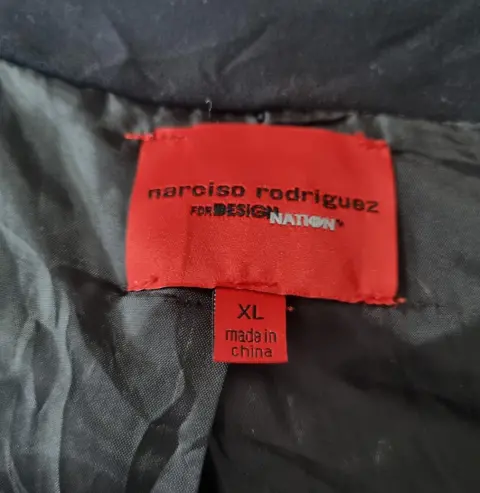 narciso rodriguez
FOR DESIGN NATION
XL
made in
china